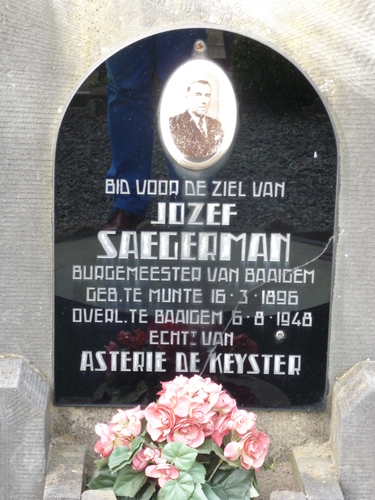 BID VOOR DE ZIEL VAN
JOZEF
SAEGERMAN
BURGEMEESTER VAN BAAIGEM
GEB. TE MUNTE 16·3·1896
OVERL. TE BAAIGEM 6·8·1948
ECHT. VAN
ASTERIE DE KEYSTER